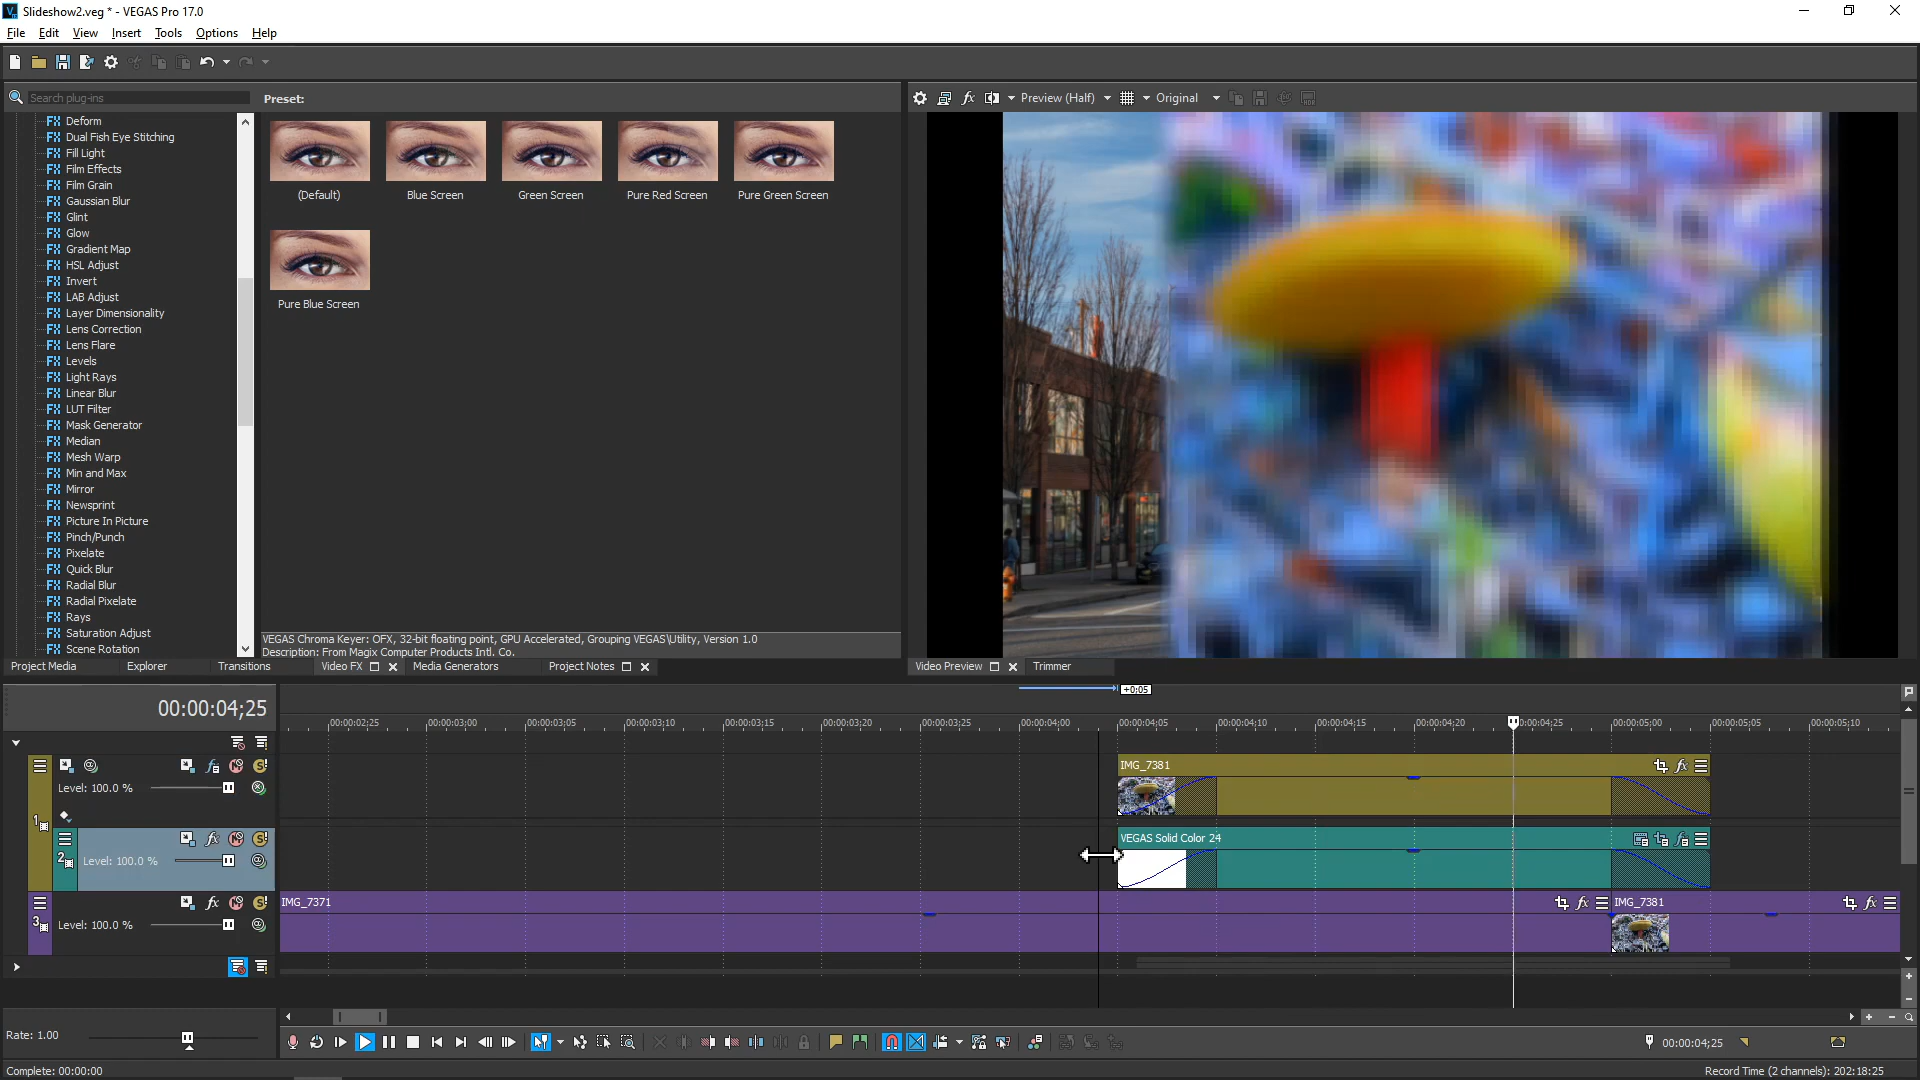 Slideshow2.veg * - VEGAS Pro 17.0
File Edit View Insert Tools Options Help
Search plug-ins
Preset:
Preview (Half) Original
Deform
Dual Fish Eye Stitching
Fill Light
Film Effects
Film Grain
Gaussian Blur
Glint
Glow
Gradient Map
HSL Adjust
Invert
LAB Adjust
Layer Dimensionality
Lens Correction
Lens Flare
Levels
Light Rays
Linear Blur
LUT Filter
Mask Generator
Median
Mesh Warp
Min and Max
Mirror
Newsprint
Picture In Picture
Pinch/Punch
Pixelate
Quick Blur
Radial Blur
Radial Pixelate
Rays
Saturation Adjust
Scene Rotation
(Default) Blue Screen Green Screen Pure Red Screen Pure Green Screen
Pure Blue Screen
VEGAS Chroma Keyer: OFX, 32-bit floating point, GPU Accelerated, Grouping VEGAS\Utility, Version 1.0
Description: From Magix Computer Products Intl. Co.
Project Media Explorer Transitions Video FX Media Generators Project Notes Video Preview Trimmer
+0:05
00:00:04;25
00:00:02;25 00:00:03;00 00:00:03;05 00:00:03;10 00:00:03;15 00:00:03;20 00:00:03;25 00:00:04;00 00:00:04;05 00:00:04;10 00:00:04;15 00:00:04;20 0:00:04;25 00:00:05;00 00:00:05;05 00:00:05;10
IMG_7381
Level: 100.0 %
1
VEGAS Solid Color 24
2 Level: 100.0 %
IMG_7371 IMG_7381
3 Level: 100.0 %
Rate: 1.00
00:00:04;25
Complete: 00:00:00
Record Time (2 channels): 202:18:25